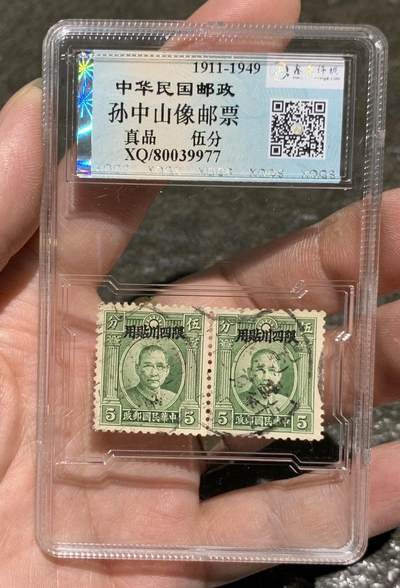 1911-1949
中华民国邮政
孙中山像邮票
真品 伍分
XQ/80039977
分 伍
用貼川四限
5 政郵國民華中 5
分 伍
用貼川四限
5 政郵國民華中 5